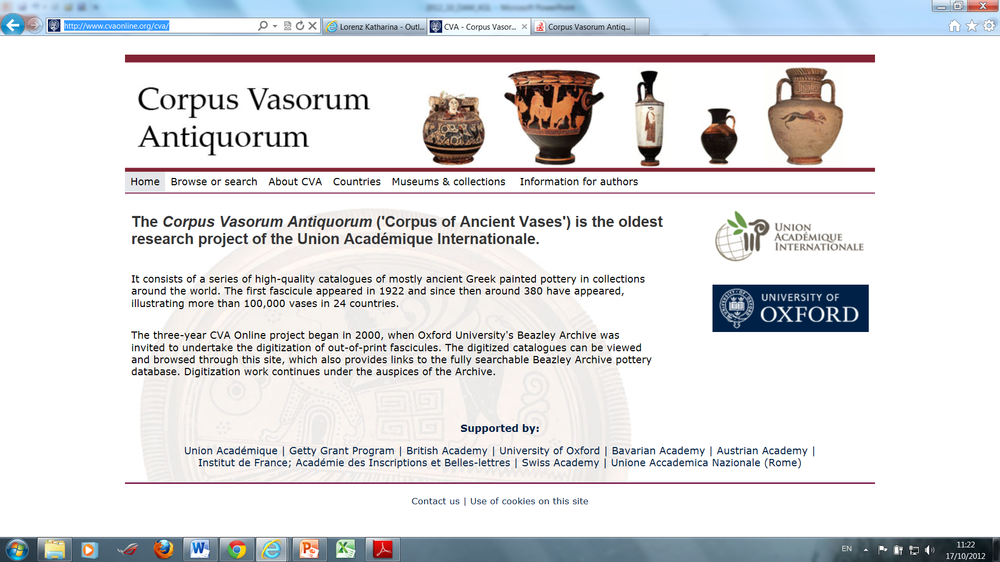 2012_10_DAM_KGL - Microsoft PowerPoint
http://www.cvaonline.org/cva/
Lorenz Katharina - Outl...
CVA - Corpus Vasor...
Corpus Vasorum Antiq...
Corpus Vasorum
Antiquorum
Home Browse or search About CVA Countries Museums & collections Information for authors
The Corpus Vasorum Antiquorum ('Corpus of Ancient Vases') is the oldest
research project of the Union Académique Internationale.
UNION
ACADÉMIQUE
INTERNATIONALE
It consists of a series of high-quality catalogues of mostly ancient Greek painted pottery in collections
around the world. The first fascicule appeared in 1922 and since then around 380 have appeared,
illustrating more than 100,000 vases in 24 countries.
UNIVERSITY OF
OXFORD
The three-year CVA Online project began in 2000, when Oxford University's Beazley Archive was
invited to undertake the digitization of out-of-print fascicules. The digitized catalogues can be viewed
and browsed through this site, which also provides links to the fully searchable Beazley Archive pottery
database. Digitization work continues under the auspices of the Archive.
Supported by:
Union Académique | Getty Grant Program | British Academy | University of Oxford | Bavarian Academy | Austrian Academy |
Institut de France; Académie des Inscriptions et Belles-lettres | Swiss Academy | Unione Accademica Nazionale (Rome)
Contact us | Use of cookies on this site
EN
11:22
17/10/2012